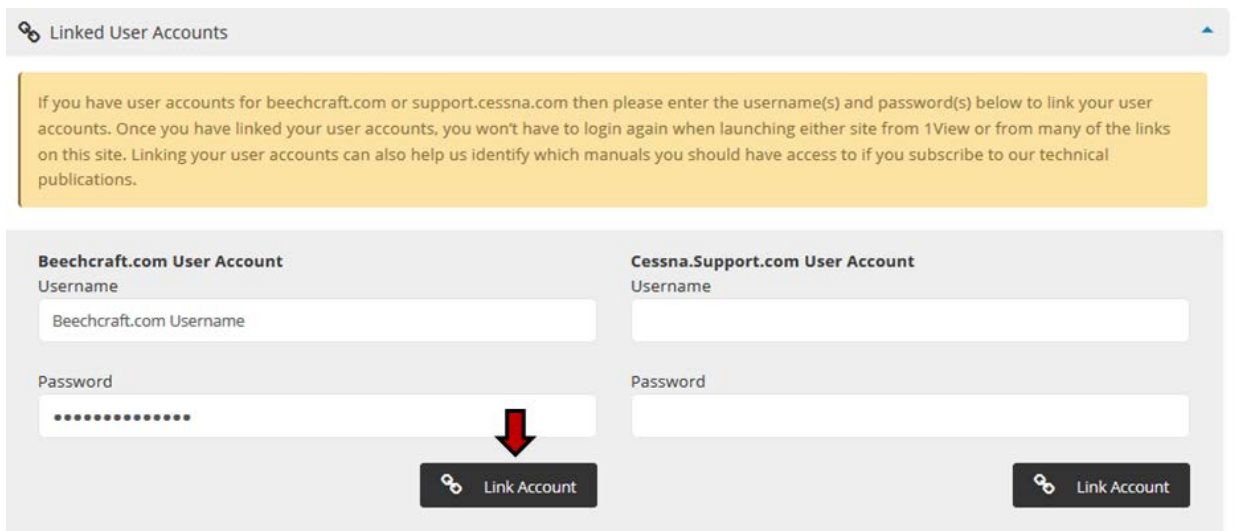 Linked User Accounts
If you have user accounts for beechcraft.com or support.cessna.com then please enter the username(s) and password(s) below to link your user
accounts. Once you have linked your user accounts, you won't have to login again when launching either site from 1View or from many of the links
on this site. Linking your user accounts can also help us identify which manuals you should have access to if you subscribe to our technical
publications.
Beechcraft.com User Account
Username
Beechcraft.com Username
Password
••••••••••••••
Link Account
Cessna.Support.com User Account
Username
Password
Link Account